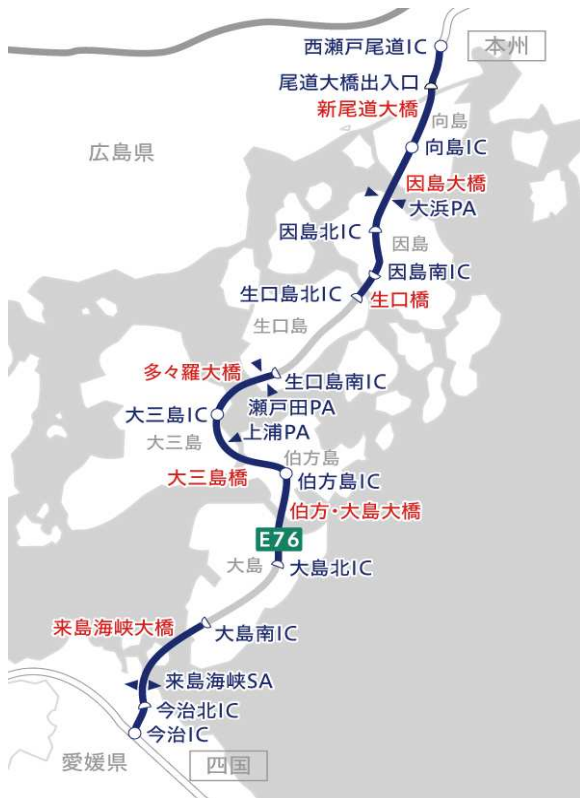 西瀬戸尾道IC
本州
尾道大橋出入口
新尾道大橋
向島
向島IC
広島県
因島大橋
大浜PA
因島北IC
因島
因島南IC
生口島北IC
生口橋
生口島
多々羅大橋
生口島南IC
瀬戸田PA
大三島IC
上浦PA
大三島
伯方島
大三島橋
伯方島IC
伯方・大島大橋
E76
大島
大島北IC
来島海峡大橋
大島南IC
来島海峡SA
今治北IC
今治IC
愛媛県
四国